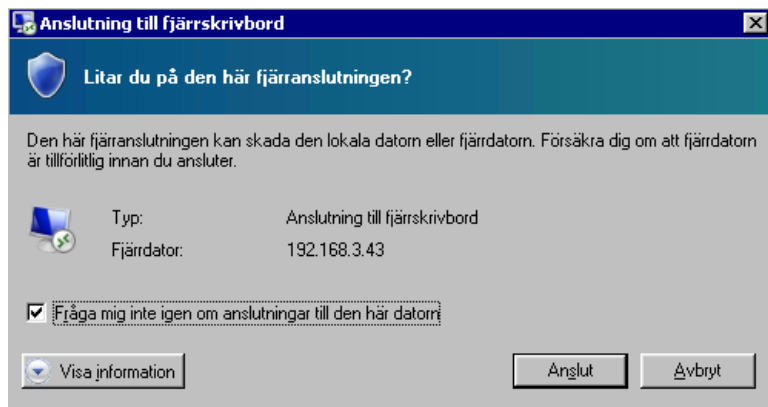 Anslutning till fjärrskrivbord
Litar du på den här fjärranslutningen?
Den här fjärranslutningen kan skada den lokala datorn eller fjärrdatorn. Försäkra dig om att fjärrdatorn
är tillförlitlig innan du ansluter.
Typ: Anslutning till fjärrskrivbord
Fjärrdator: 192.168.3.43
Fråga mig inte igen om anslutningar till den här datorn
Visa information Anslut Avbryt